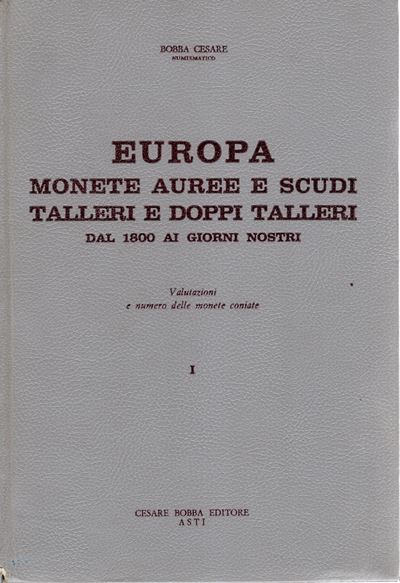 BOBBA CESARE
NUMISMATICO
EUROPA
MONETE AUREE E SCUDI
TALLERI E DOPPI TALLERI
DAL 1800 AI GIORNI NOSTRI
Valutazioni
e numero delle monete coniate
I
CESARE BOBBA EDITORE
ASTI